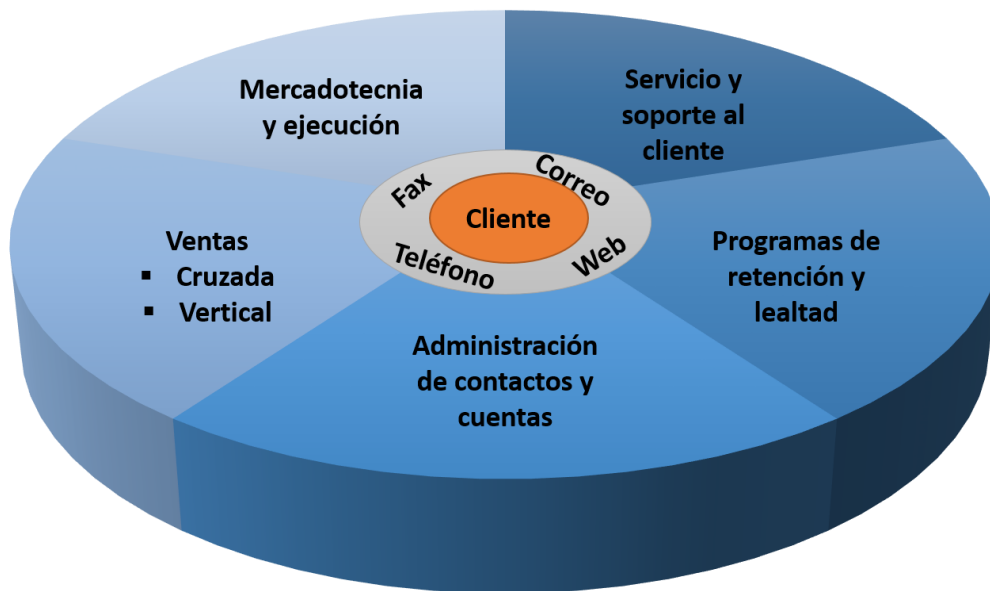 Mercadotecnia
y ejecución
Servicio y
soporte al
cliente
Fax
Correo
Cliente
Teléfono
Web
Ventas
▪ Cruzada
▪ Vertical
Programas de
retención y
lealtad
Administración
de contactos y
cuentas